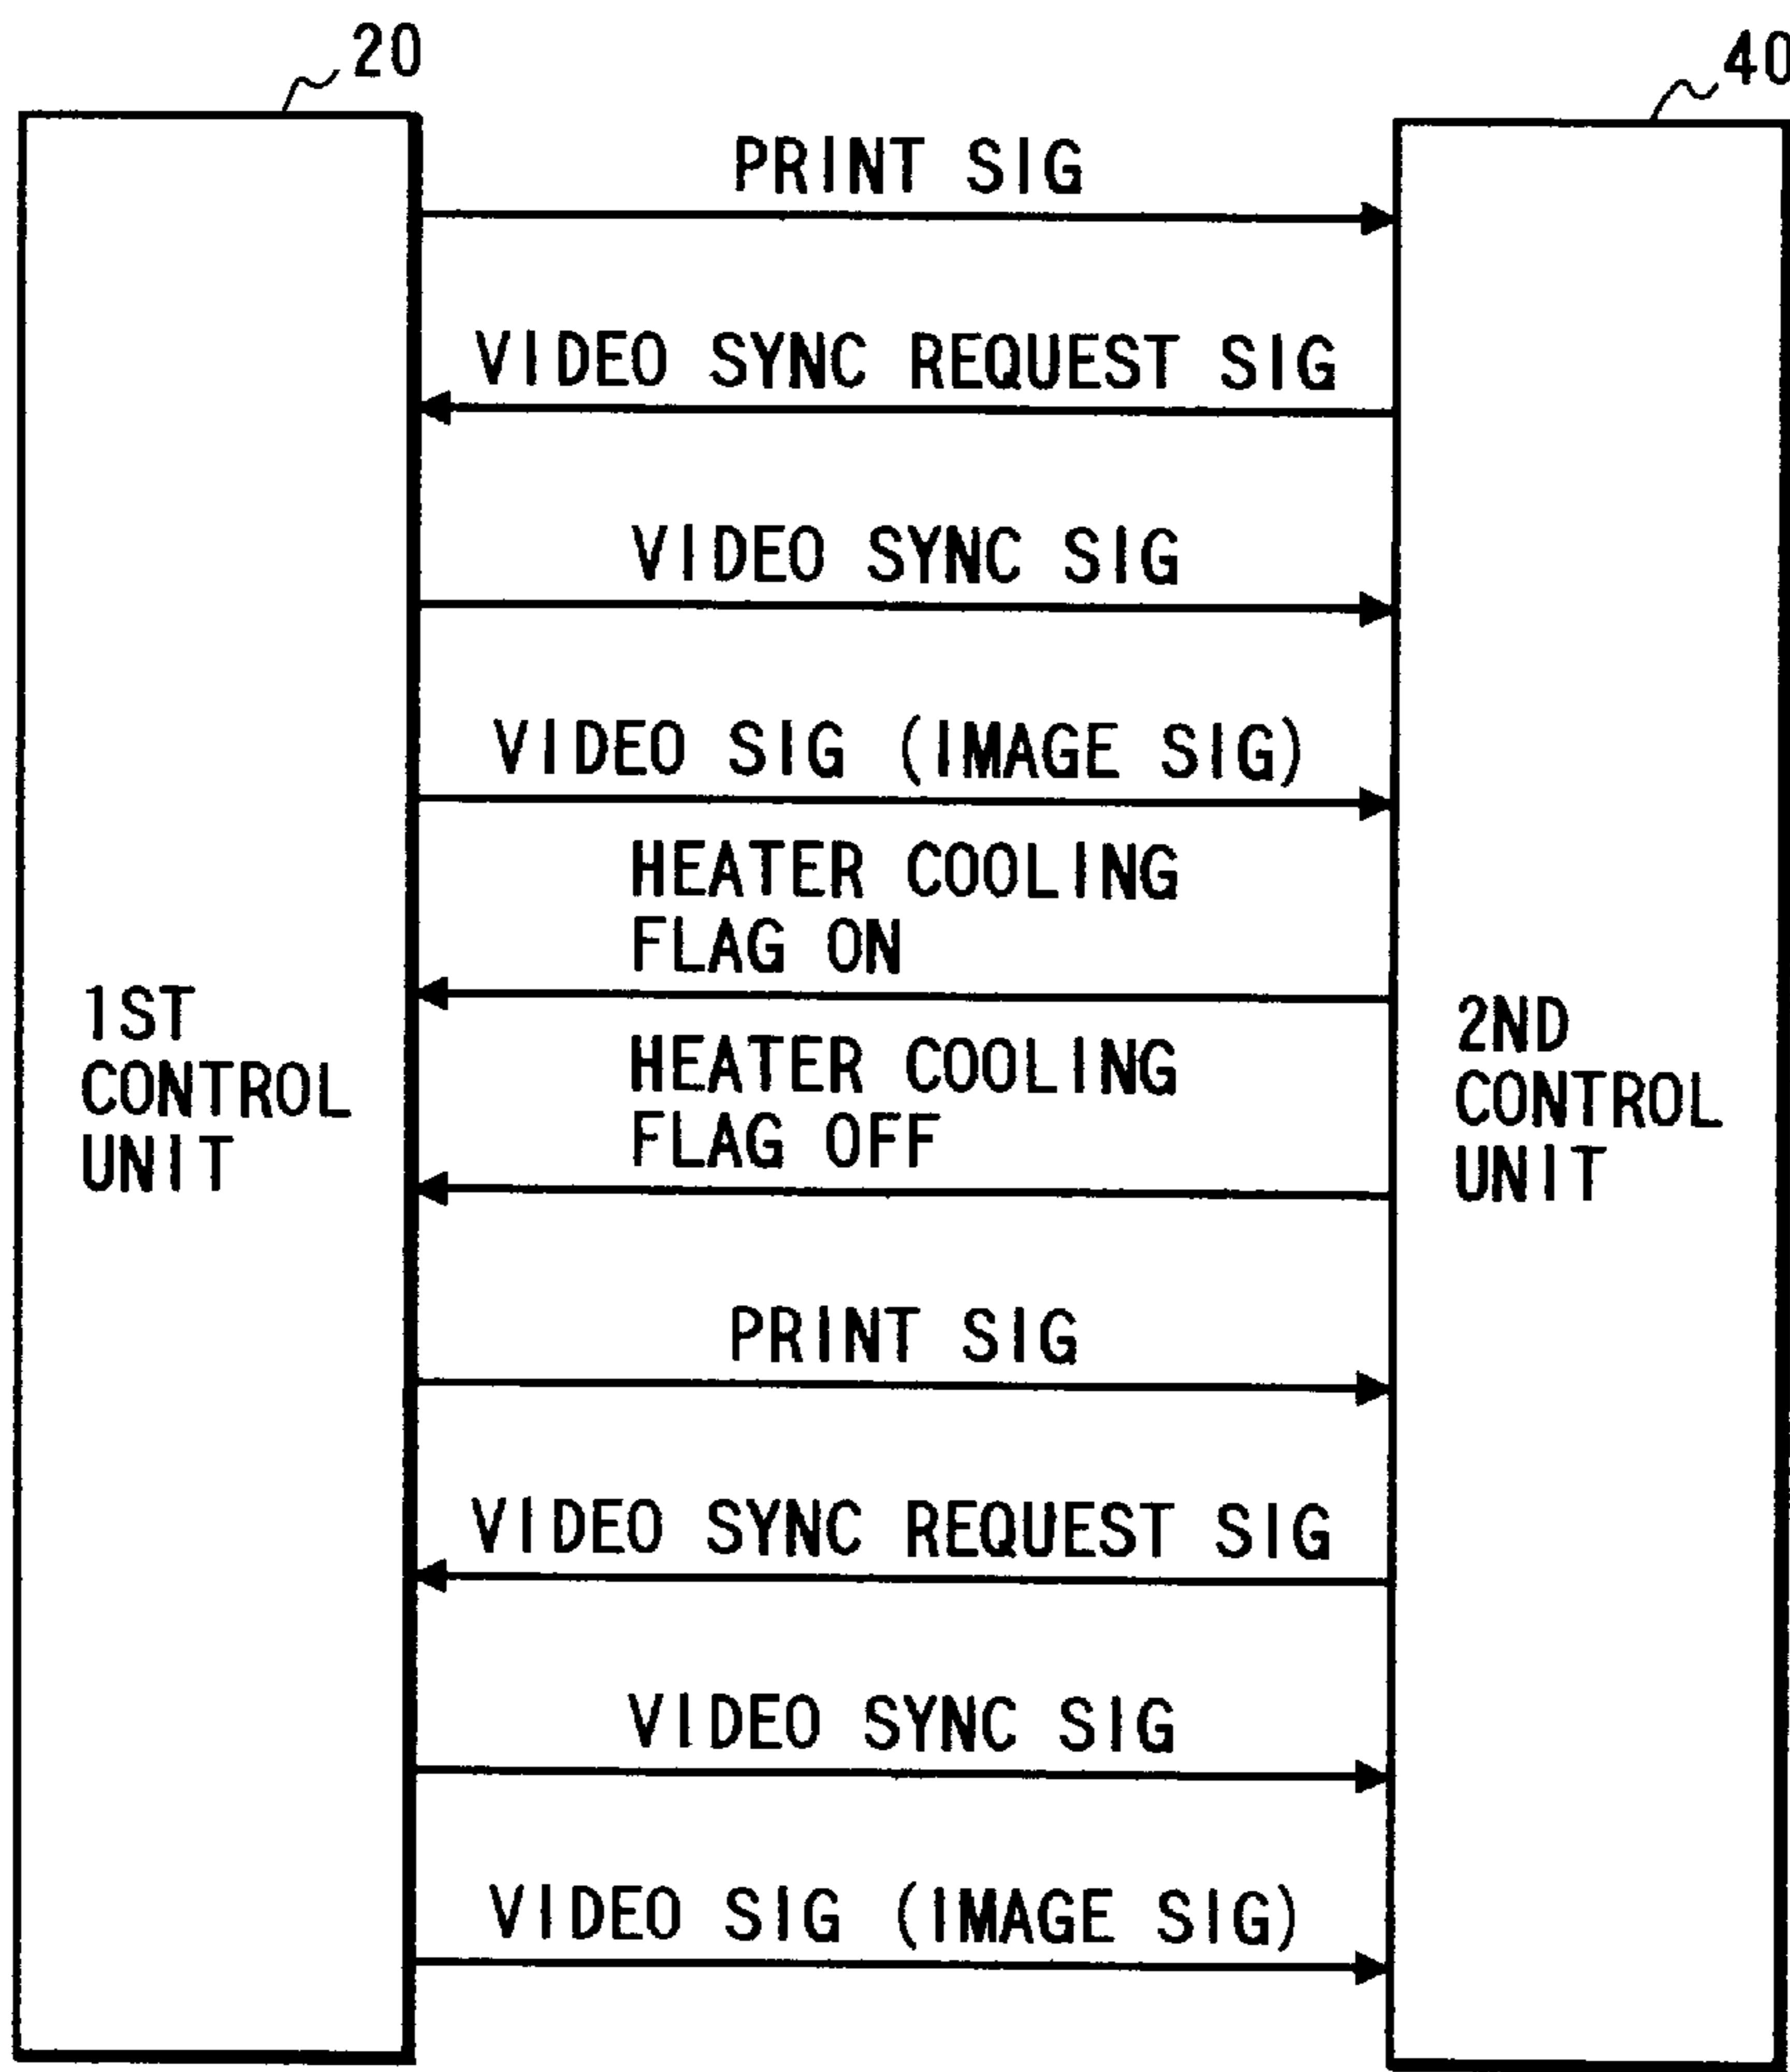 20
40
PRINT SIG
VIDEO SYNC REQUEST SIG
VIDEO SYNC SIG
VIDEO SIG (IMAGE SIG)
HEATER COOLING
FLAG ON
1ST
CONTROL
UNIT
HEATER COOLING
FLAG OFF
2ND
CONTROL
UNIT
PRINT SIG
VIDEO SYNC REQUEST SIG
VIDEO SYNC SIG
VIDEO SIG (IMAGE SIG)